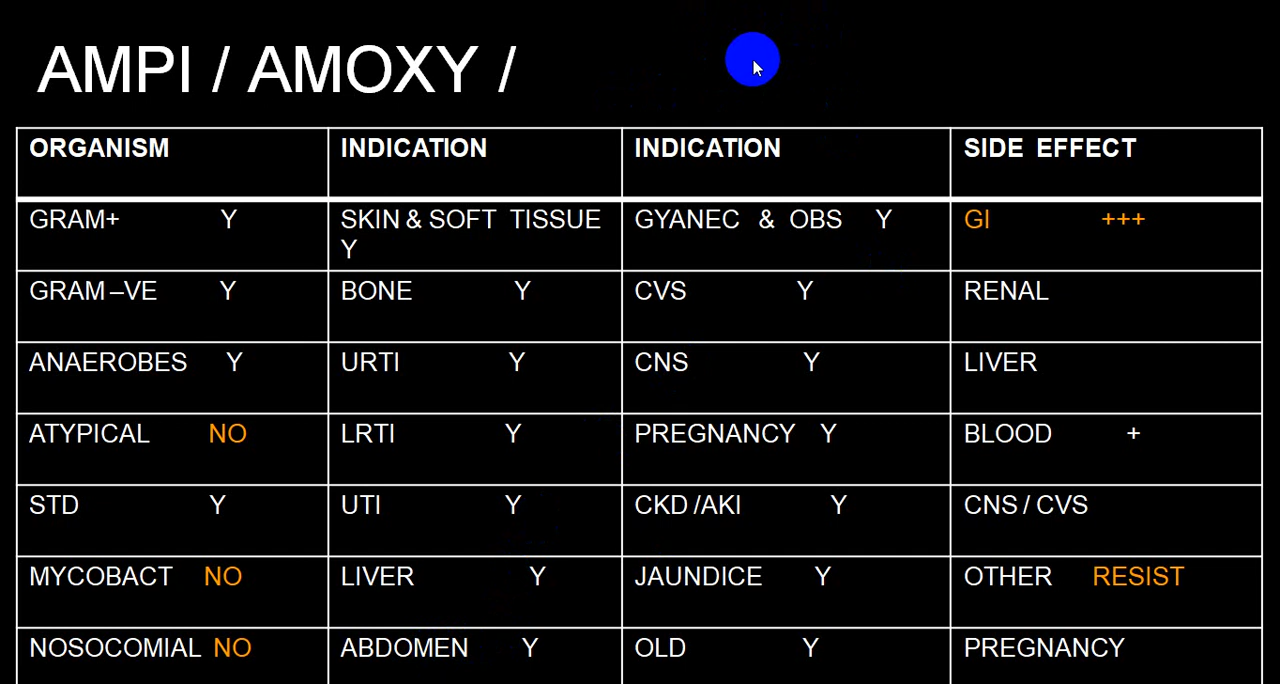 AMPI / AMOXY /
ORGANISM INDICATION INDICATION SIDE EFFECT
GRAM+ Y SKIN & SOFT TISSUE GYANEC & OBS Y GI +++
Y
GRAM –VE Y BONE Y CVS Y RENAL
ANAEROBES Y URTI Y CNS Y LIVER
ATYPICAL NO LRTI Y PREGNANCY Y BLOOD +
STD Y UTI Y CKD /AKI Y CNS / CVS
MYCOBACT NO LIVER Y JAUNDICE Y OTHER RESIST
NOSOCOMIAL NO ABDOMEN Y OLD Y PREGNANCY